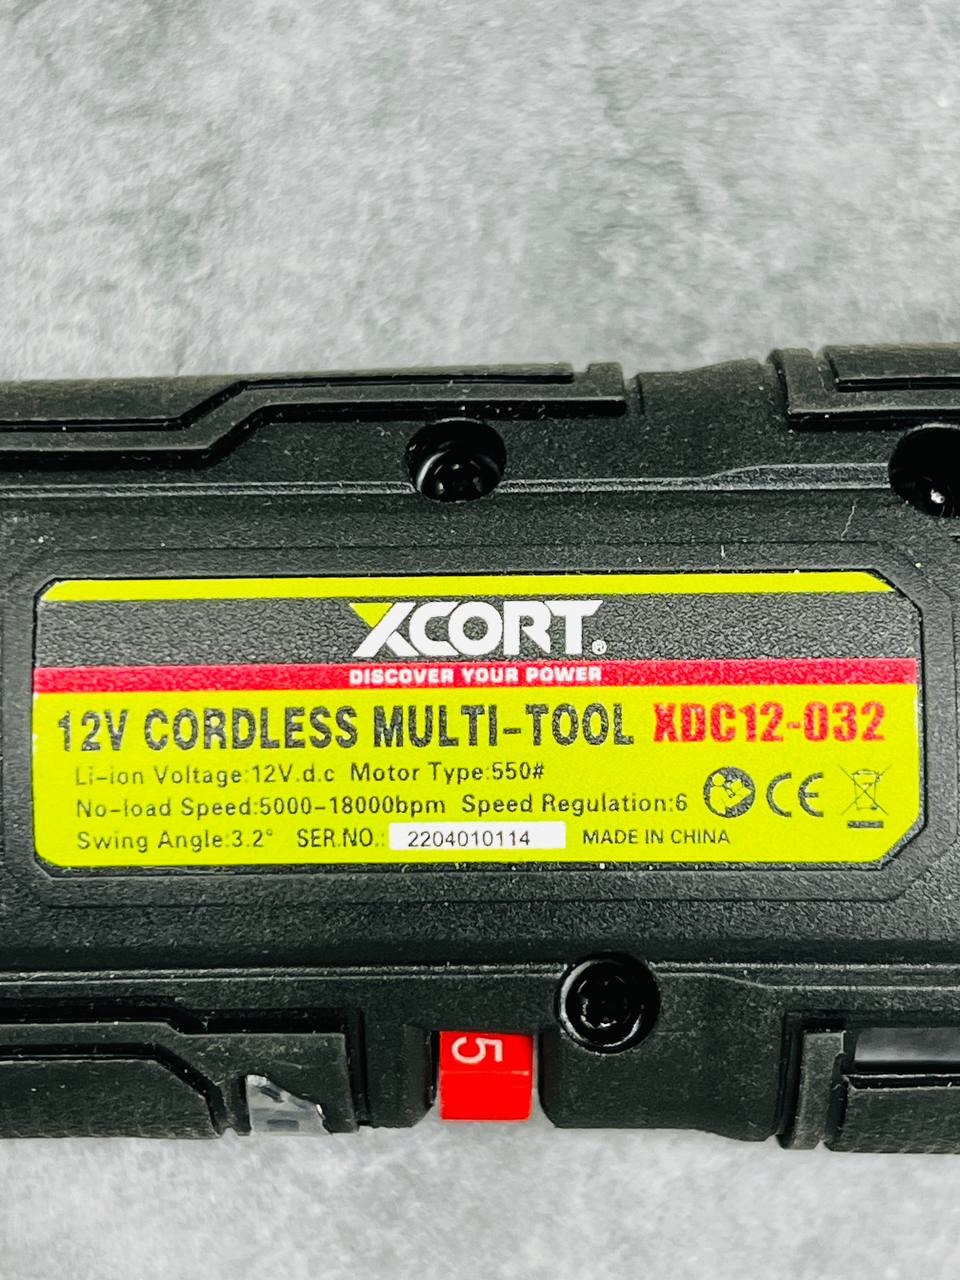 XCORT®
DISCOVER YOUR POWER
12V CORDLESS MULTI-TOOL XDC12-032
Li-ion Voltage:12V.d.c Motor Type:550#
No-load Speed:5000-18000bpm Speed Regulation:6
CE
Swing Angle:3.2° SER.NO.: 2204010114 MADE IN CHINA
5